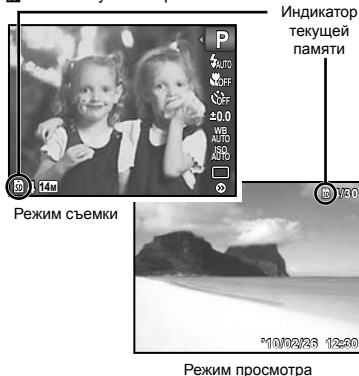 Индикатор
текущей
памяти
P
AUTO
OFF
OFF
±0.0
WB
AUTO
ISO
AUTO
SD
14M
Режим съемки
/30
'10/02/26 12:30
Режим просмотра